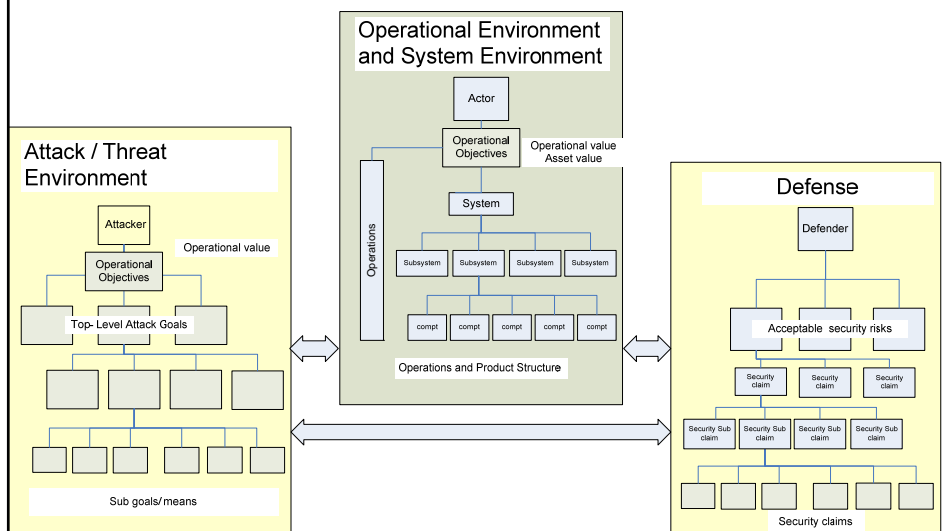 Operational Environment
and System Environment
Actor
Operational
Objectives
Operational value
Asset value
Operations
System
Subsystem
Subsystem
Subsystem
Subsystem
compt
compt
compt
compt
compt
Operations and Product Structure
Attack / Threat
Environment
Attacker
Operational value
Operational
Objectives
Top- Level Attack Goals
Sub goals/ means
Defense
Defender
Acceptable security risks
Security
claim
Security
claim
Security
claim
Security Sub
claim
Security Sub
claim
Security Sub
claim
Security Sub
claim
Security claims